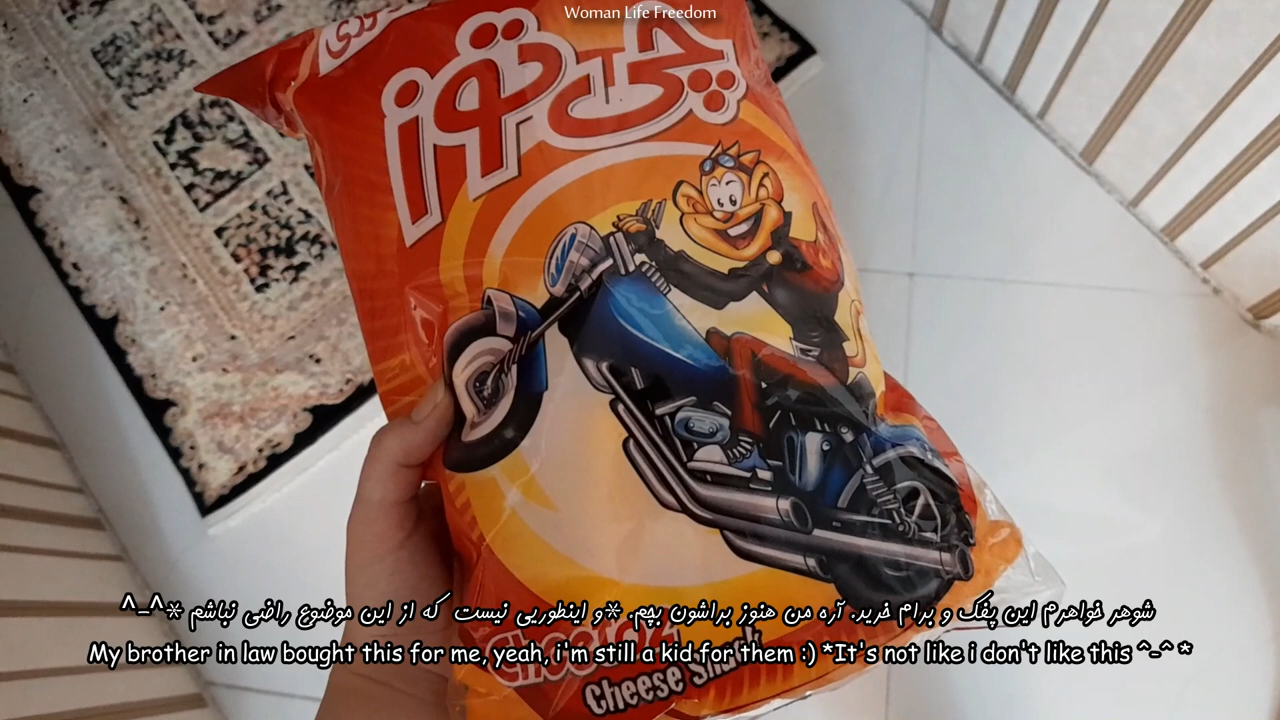 Woman Life Freedom
چی‌توز
شوهر خواهرم این پفک و برام خرید. آره من هنوز براشون بچم. *و اینطوریی نیست که از این موضوع راضی نباشم *^-^
My brother in law bought this for me, yeah, i'm still a kid for them :) *It's not like i don't like this ^-^ *
Cheese Snack